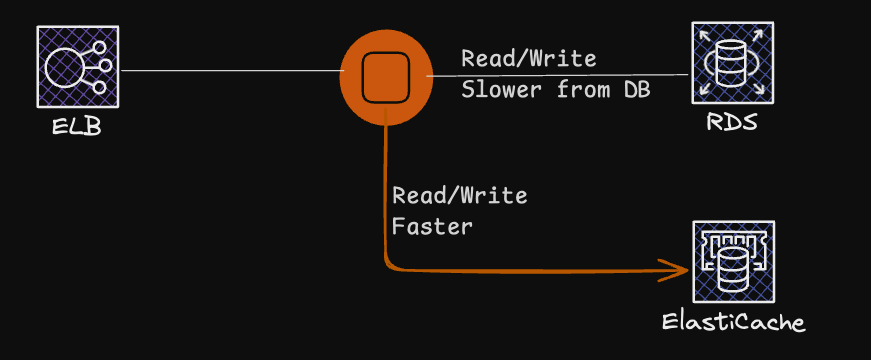 Read/Write
Slower from DB
ELB
RDS
Read/Write
Faster
ElastiCache